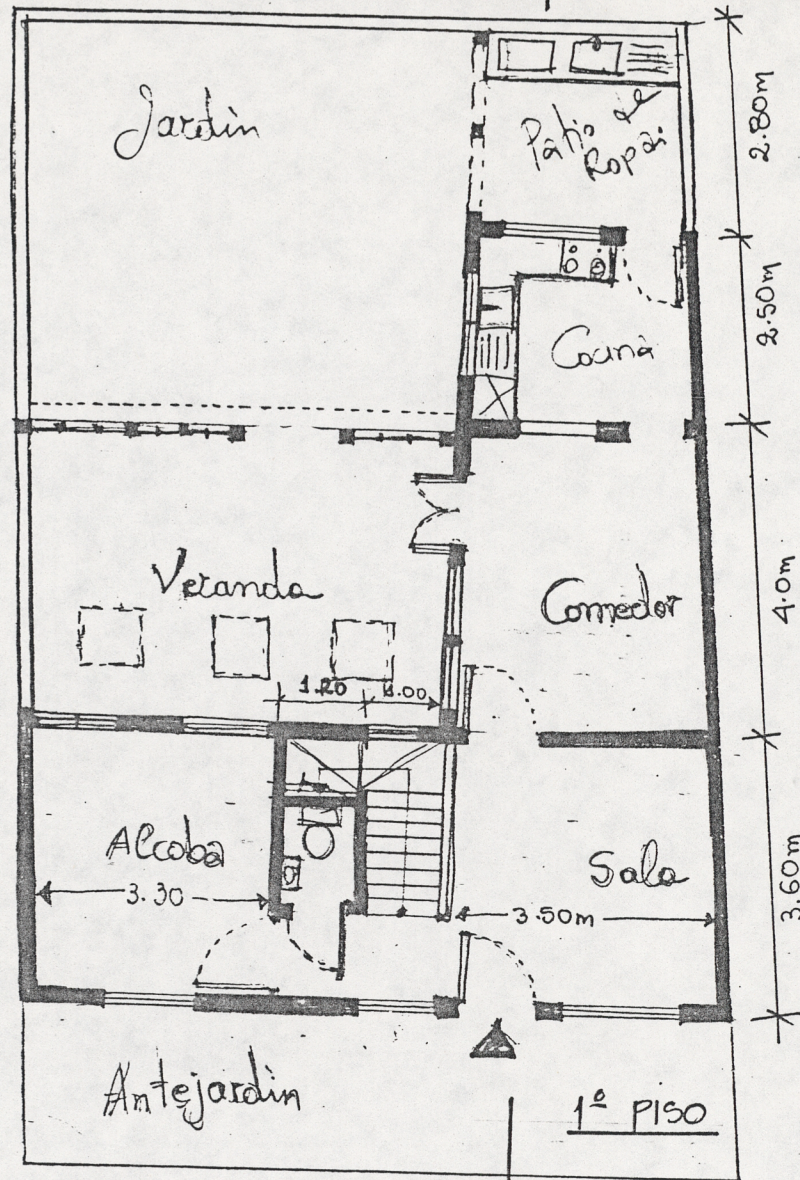 Jardin
Patio de
Ropas
2.80m
2.50m
Cocina
Veranda
Comedor
4.0m
1.20
1.00
Alcoba
3.30
Sala
3.50m
3.60m
Antejardin
1º PISO